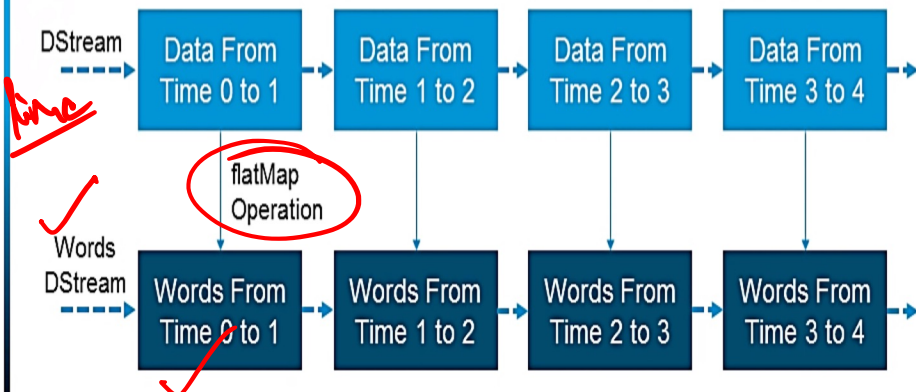 DStream
Data From
Time 0 to 1
Data From
Time 1 to 2
Data From
Time 2 to 3
Data From
Time 3 to 4
flatMap
Operation
Words
DStream
Words From
Time 0 to 1
Words From
Time 1 to 2
Words From
Time 2 to 3
Words From
Time 3 to 4